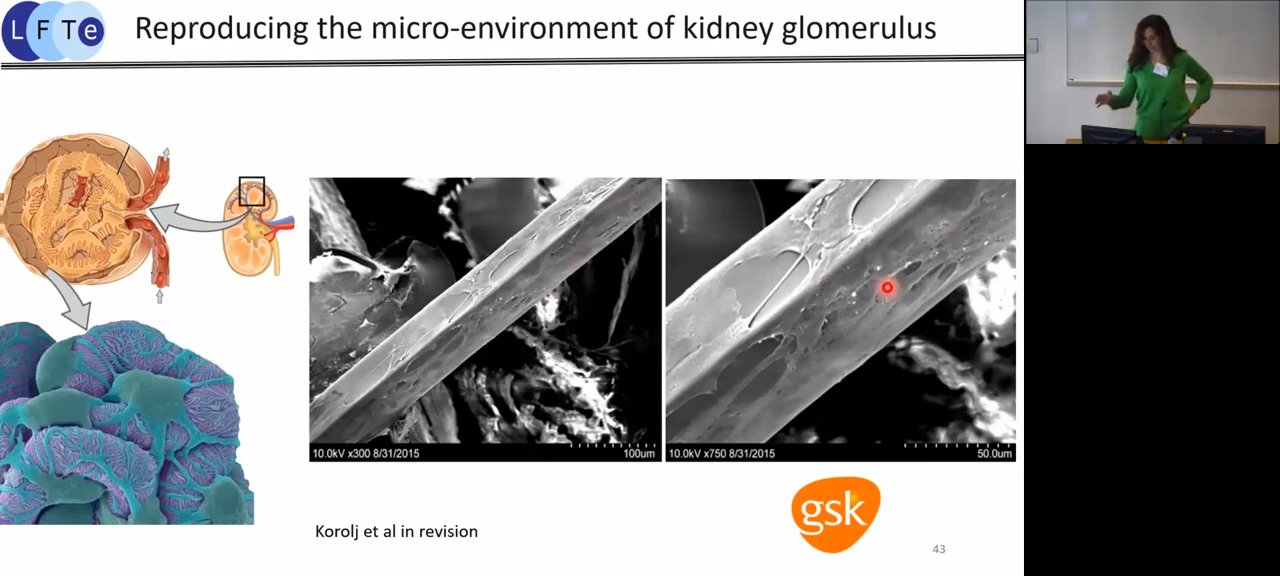 L F T e
Reproducing the micro-environment of kidney glomerulus
10.0kV x300 8/31/2015 100um
10.0kV x750 8/31/2015 50.0um
gsk
Korolj et al in revision
43